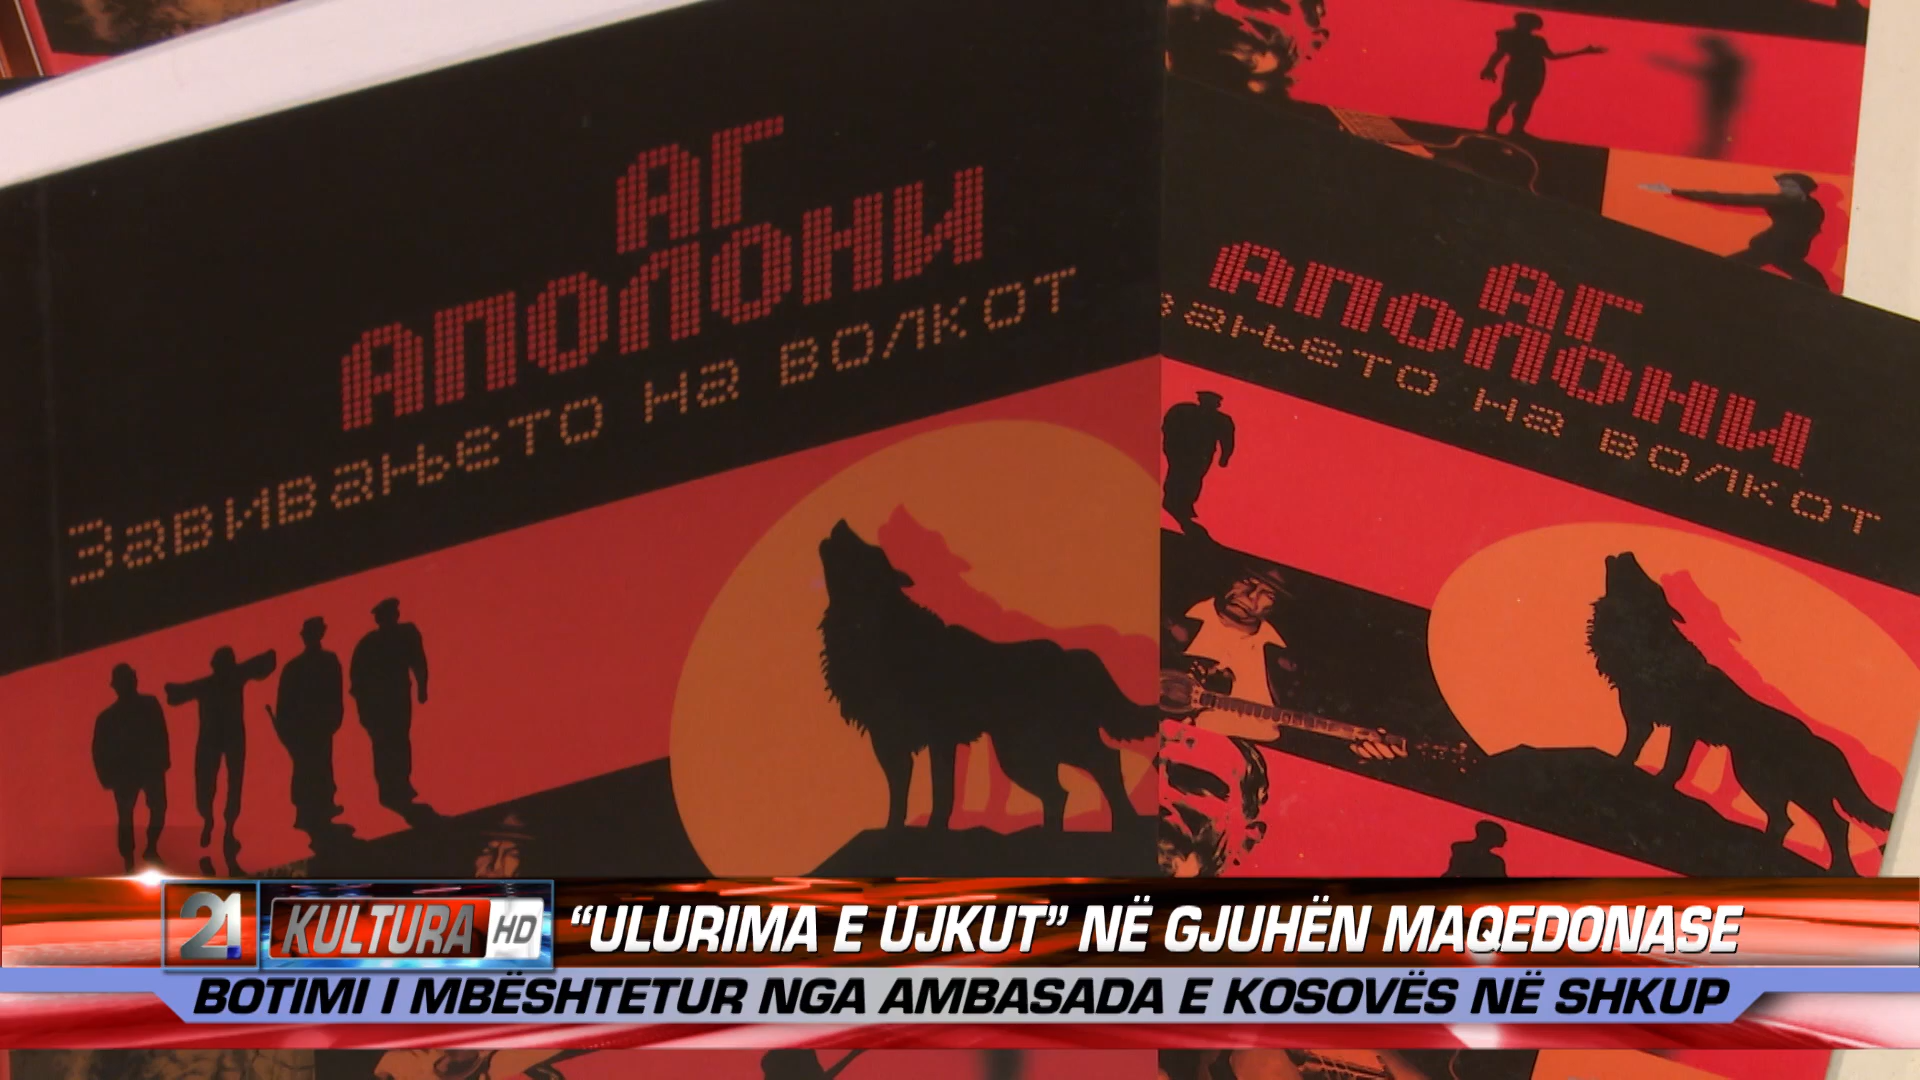 АГ
АПОЛОНИ
Завивањето на волкот
АГ
АПОЛОНИ
вањето на волкот
21 KULTURA HD “ULURIMA E UJKUT” NË GJUHËN MAQEDONASE
BOTIMI I MBËSHTETUR NGA AMBASADA E KOSOVËS NË SHKUP